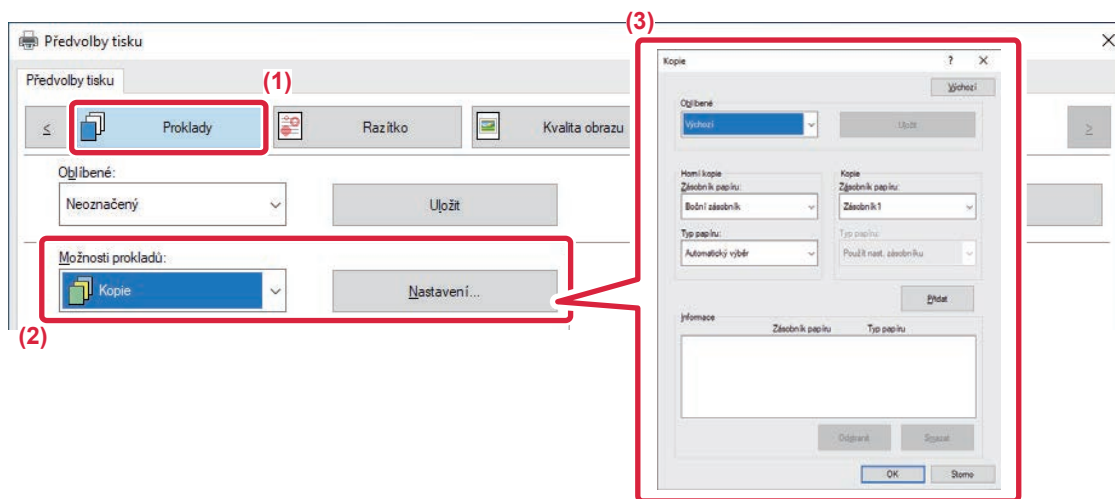 (3)
Předvolby tisku
Předvolby tisku
(1)
<
Proklady
Razítko
Kvalita obrazu
>
Oblíbené:
Neoznačený
Uložit
Možnosti prokladů:
Kopie
Nastavení...
(2)
Kopie
?
Výchozí
Oblíbené
Výchozí
Uložit
Horní kopie
Zásobník papíru:
Boční zásobník
Typ papíru:
Automatický výběr
Kopie
Zásobník papíru:
Zásobník1
Typ papíru:
Použít nast. zásobníku
Přidat
Informace
Zásobník papíru
Typ papíru
Odstranit
Smazat
OK
Storno